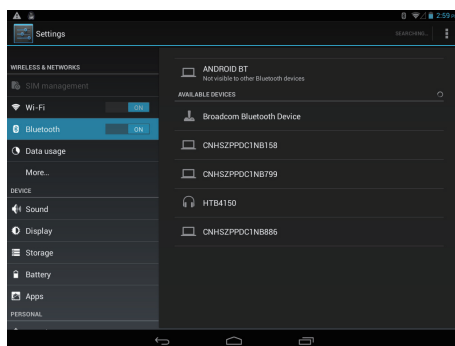 2:59
Settings
SEARCHING...
WIRELESS & NETWORKS
SIM management
Wi-Fi
ON
Bluetooth
ON
Data usage
More...
DEVICE
Sound
Display
Storage
Battery
Apps
PERSONAL
ANDROID BT
Not visible to other Bluetooth devices
AVAILABLE DEVICES
Broadcom Bluetooth Device
CNHSZPPDC1NB158
CNHSZPPDC1NB799
HTB4150
CNHSZPPDC1NB886